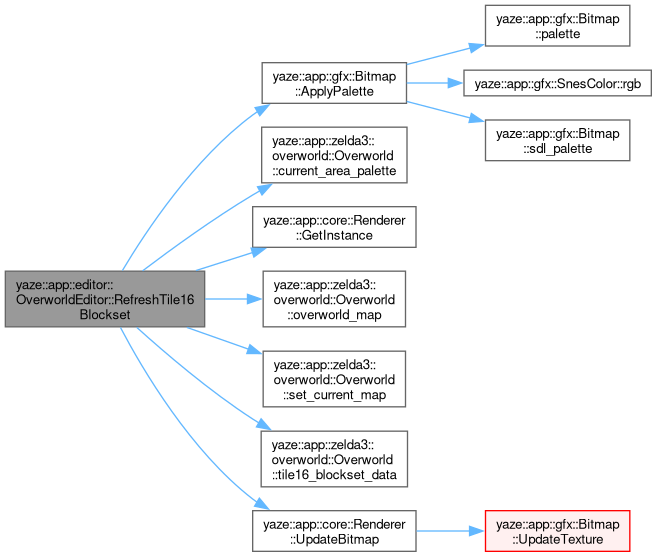 yaze::app::editor::
OverworldEditor::RefreshTile16
Blockset
yaze::app::gfx::Bitmap
::ApplyPalette
yaze::app::gfx::Bitmap
::palette
yaze::app::gfx::SnesColor::rgb
yaze::app::gfx::Bitmap
::sdl_palette
yaze::app::zelda3::
overworld::Overworld
::current_area_palette
yaze::app::core::Renderer
::GetInstance
yaze::app::zelda3::
overworld::Overworld
::overworld_map
yaze::app::zelda3::
overworld::Overworld
::set_current_map
yaze::app::zelda3::
overworld::Overworld
::tile16_blockset_data
yaze::app::core::Renderer
::UpdateBitmap
yaze::app::gfx::Bitmap
::UpdateTexture